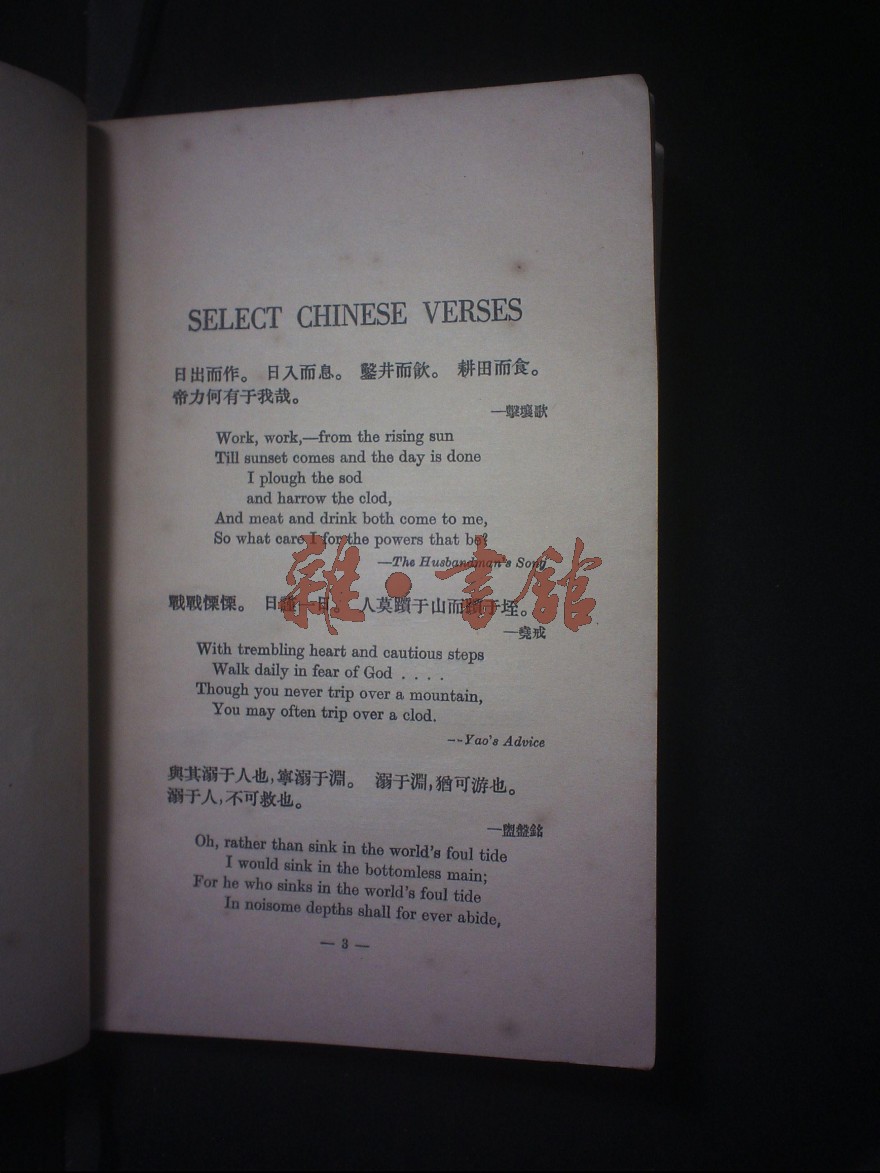 SELECT CHINESE VERSES
日出而作。 日入而息。 鑿井而飲。 耕田而食。
帝力何有于我哉。
—擊壤歌
Work, work,—from the rising sun
Till sunset comes and the day is done
I plough the sod
and harrow the clod,
And meat and drink both come to me,
So what care I for the powers that be?
—The Husbandman's Song
戰戰慄慄。 日謹一日。 人莫躓于山而躓于垤。
—堯戒
With trembling heart and cautious steps
Walk daily in fear of God . . . .
Though you never trip over a mountain,
You may often trip over a clod.
--Yao's Advice
與其溺于人也,寧溺于淵。 溺于淵,猶可游也。
溺于人,不可救也。
—盥盤銘
Oh, rather than sink in the world's foul tide
I would sink in the bottomless main;
For he who sinks in the world's foul tide
In noisome depths shall for ever abide,
— 3 —
雜·書館